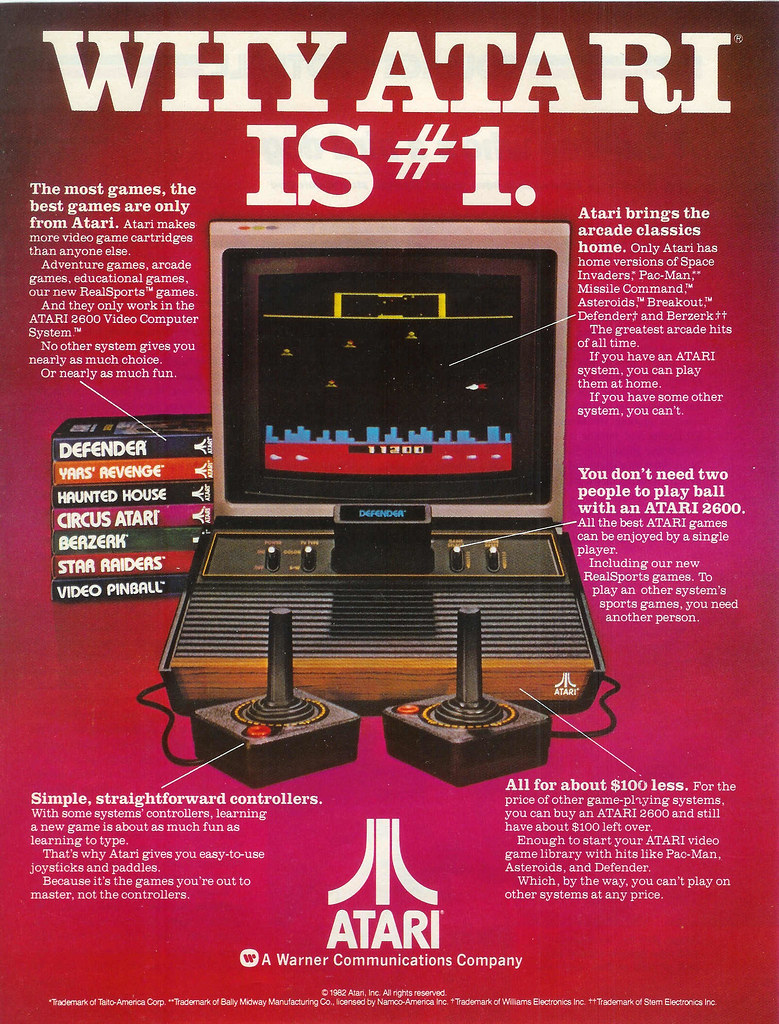 WHY ATARI®
IS #1.
The most games, the
best games are only
from Atari. Atari makes
more video game cartridges
than anyone else.
Adventure games, arcade
games, educational games,
our new RealSports™ games.
And they only work in the
ATARI 2600 Video Computer
System.™
No other system gives you
nearly as much choice.
Or nearly as much fun.
Atari brings the
arcade classics
home. Only Atari has
home versions of Space
Invaders,* Pac-Man,**
Missile Command,™
Asteroids,™ Breakout,™
Defender† and Berzerk.††
The greatest arcade hits
of all time.
If you have an ATARI
system, you can play
them at home.
If you have some other
system, you can't.
11200
DEFENDER
ATARI
YARS' REVENGE™
ATARI
HAUNTED HOUSE
ATARI
CIRCUS ATARI™
ATARI
BERZERK
STAR RAIDERS™
VIDEO PINBALL™
DEFENDER
POWER
TV TYPE
GAME
You don't need two
people to play ball
with an ATARI 2600.
All the best ATARI games
can be enjoyed by a single
player.
Including our new
RealSports games. To
play an other system's
sports games, you need
another person.
ATARI
Simple, straightforward controllers.
With some systems' controllers, learning
a new game is about as much fun as
learning to type.
That's why Atari gives you easy-to-use
joysticks and paddles.
Because it's the games you're out to
master, not the controllers.
All for about $100 less. For the
price of other game-playing systems,
you can buy an ATARI 2600 and still
have about $100 left over.
Enough to start your ATARI video
game library with hits like Pac-Man,
Asteroids, and Defender.
Which, by the way, you can't play on
other systems at any price.
ATARI®
A Warner Communications Company
© 1982 Atari, Inc. All rights reserved.
*Trademark of Taito-America Corp. **Trademark of Bally Midway Manufacturing Co., licensed by Namco-America Inc. †Trademark of Williams Electronics Inc. ††Trademark of Stern Electronics Inc.